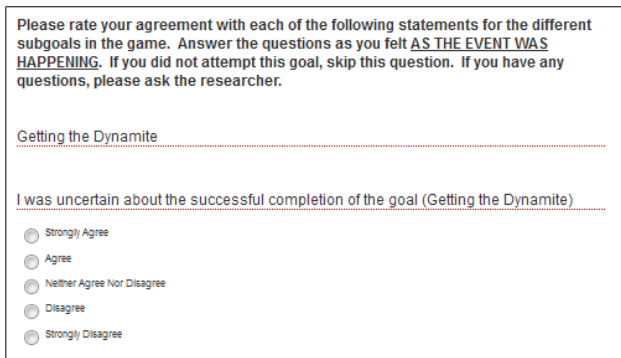 Please rate your agreement with each of the following statements for the different
subgoals in the game.  Answer the questions as you felt AS THE EVENT WAS
HAPPENING.  If you did not attempt this goal, skip this question.  If you have any
questions, please ask the researcher.
Getting the Dynamite
I was uncertain about the successful completion of the goal (Getting the Dynamite)
Strongly Agree
Agree
Neither Agree Nor Disagree
Disagree
Strongly Disagree